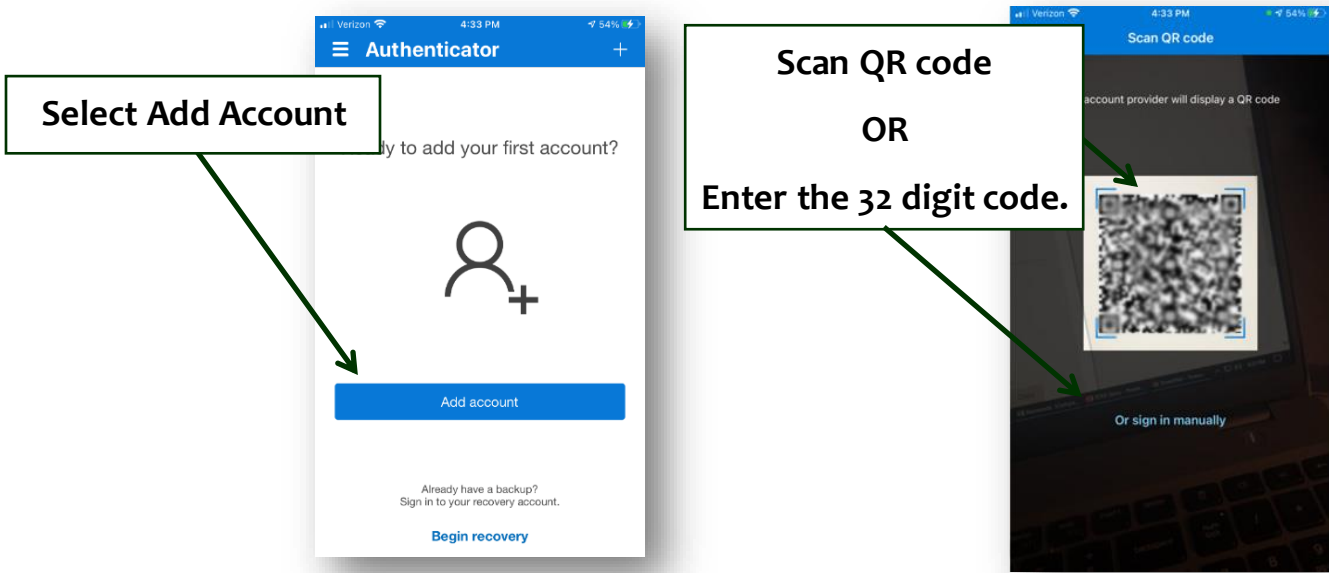 Verizon 4:33 PM 54%
Authenticator
Select Add Account
dy to add your first account?
Add account
Already have a backup?
Sign in to your recovery account.
Begin recovery
Verizon 4:33 PM 54%
Scan QR code
Scan QR code
OR
Enter the 32 digit code.
account provider will display a QR code
Or sign in manually